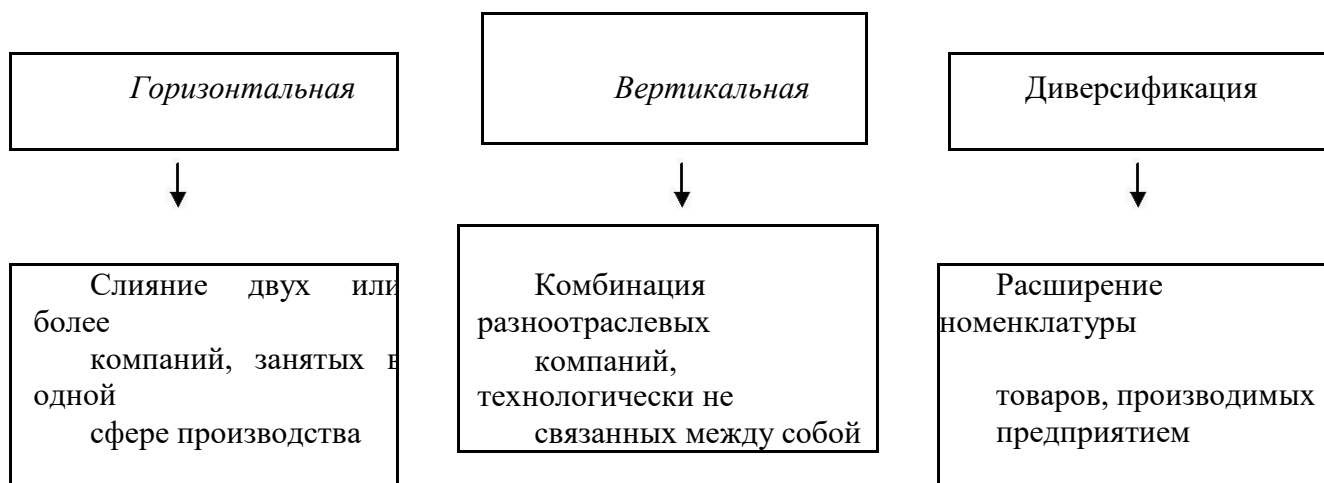 Горизонтальная
Вертикальная
Диверсификация
Слияние двух или
более
компаний, занятых в
одной
сфере производства
Комбинация
разноотраслевых
компаний,
технологически не
связанных между собой
Расширение
номенклатуры
товаров, производимых
предприятием